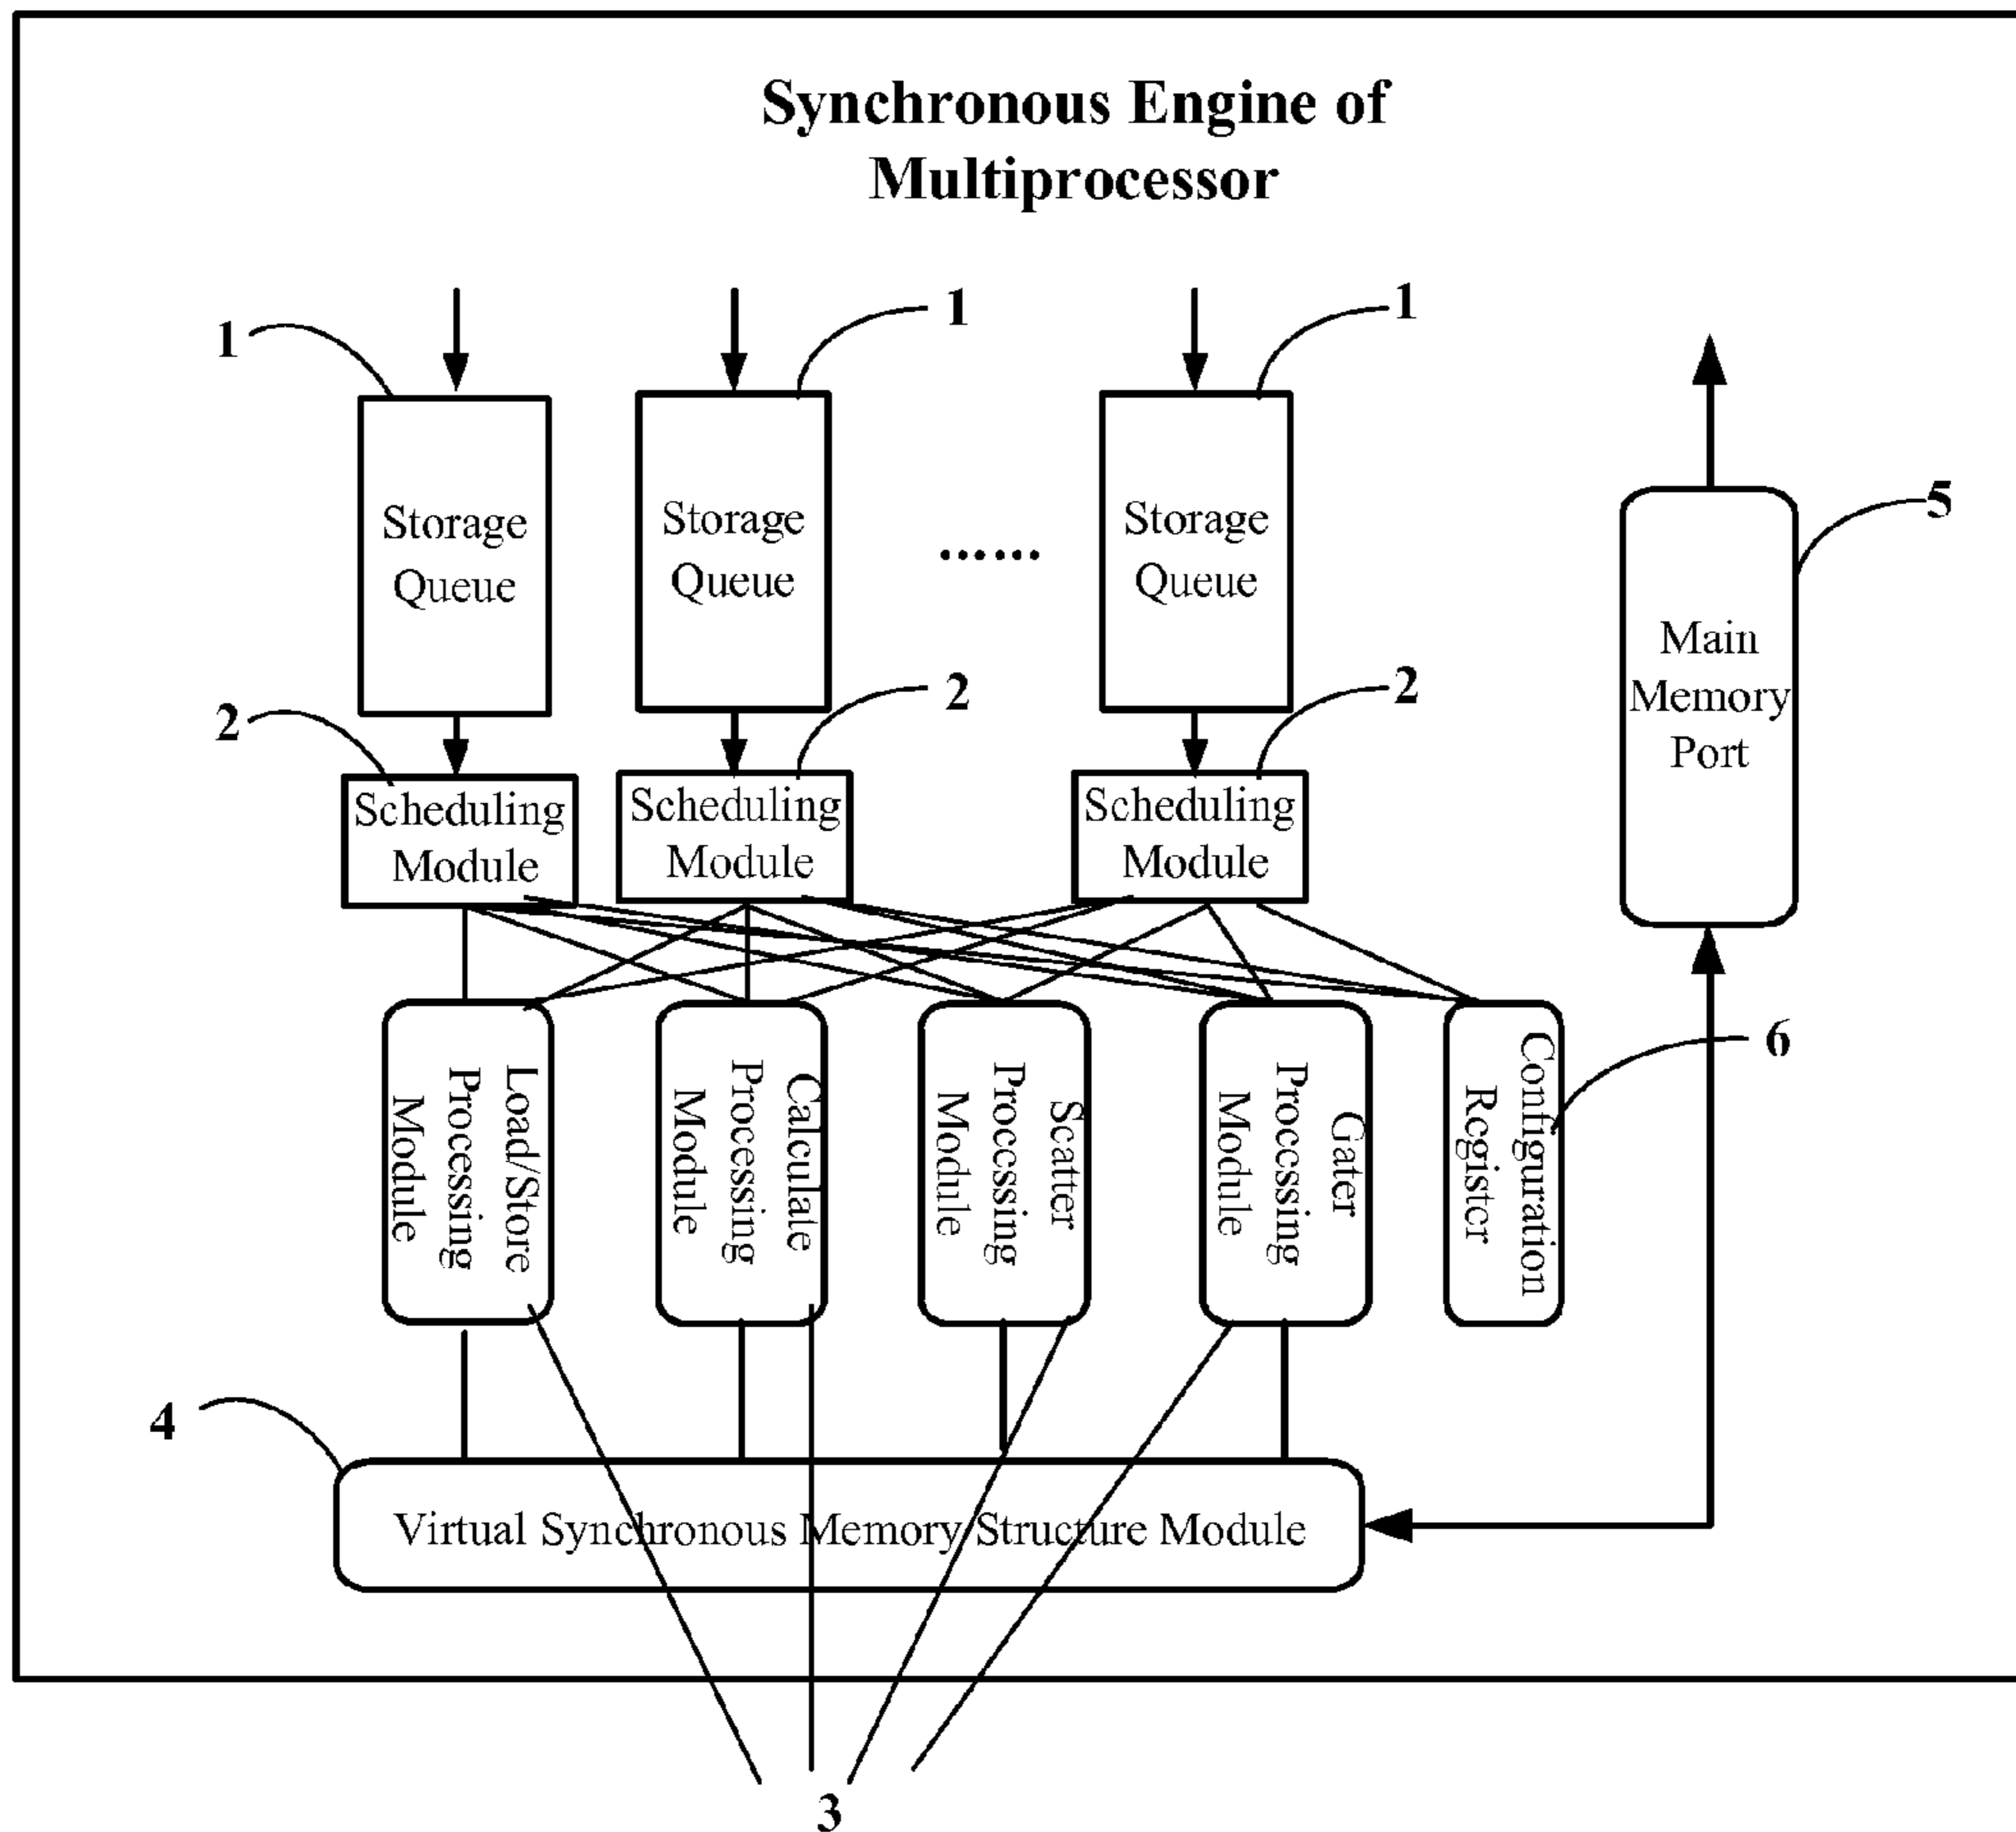 Synchronous Engine of
Multiprocessor
1
1
1
Storage
Queue
Storage
Queue
......
Storage
Queue
5
Main
Memory
Port
2
2
2
Scheduling
Module
Scheduling
Module
Scheduling
Module
Load/Store
Processing
Module
Calculate
Processing
Module
Scatter
Processing
Module
Gater
Processing
Module
Configuration
Register
6
4
Virtual Synchronous Memory Structure Module
3